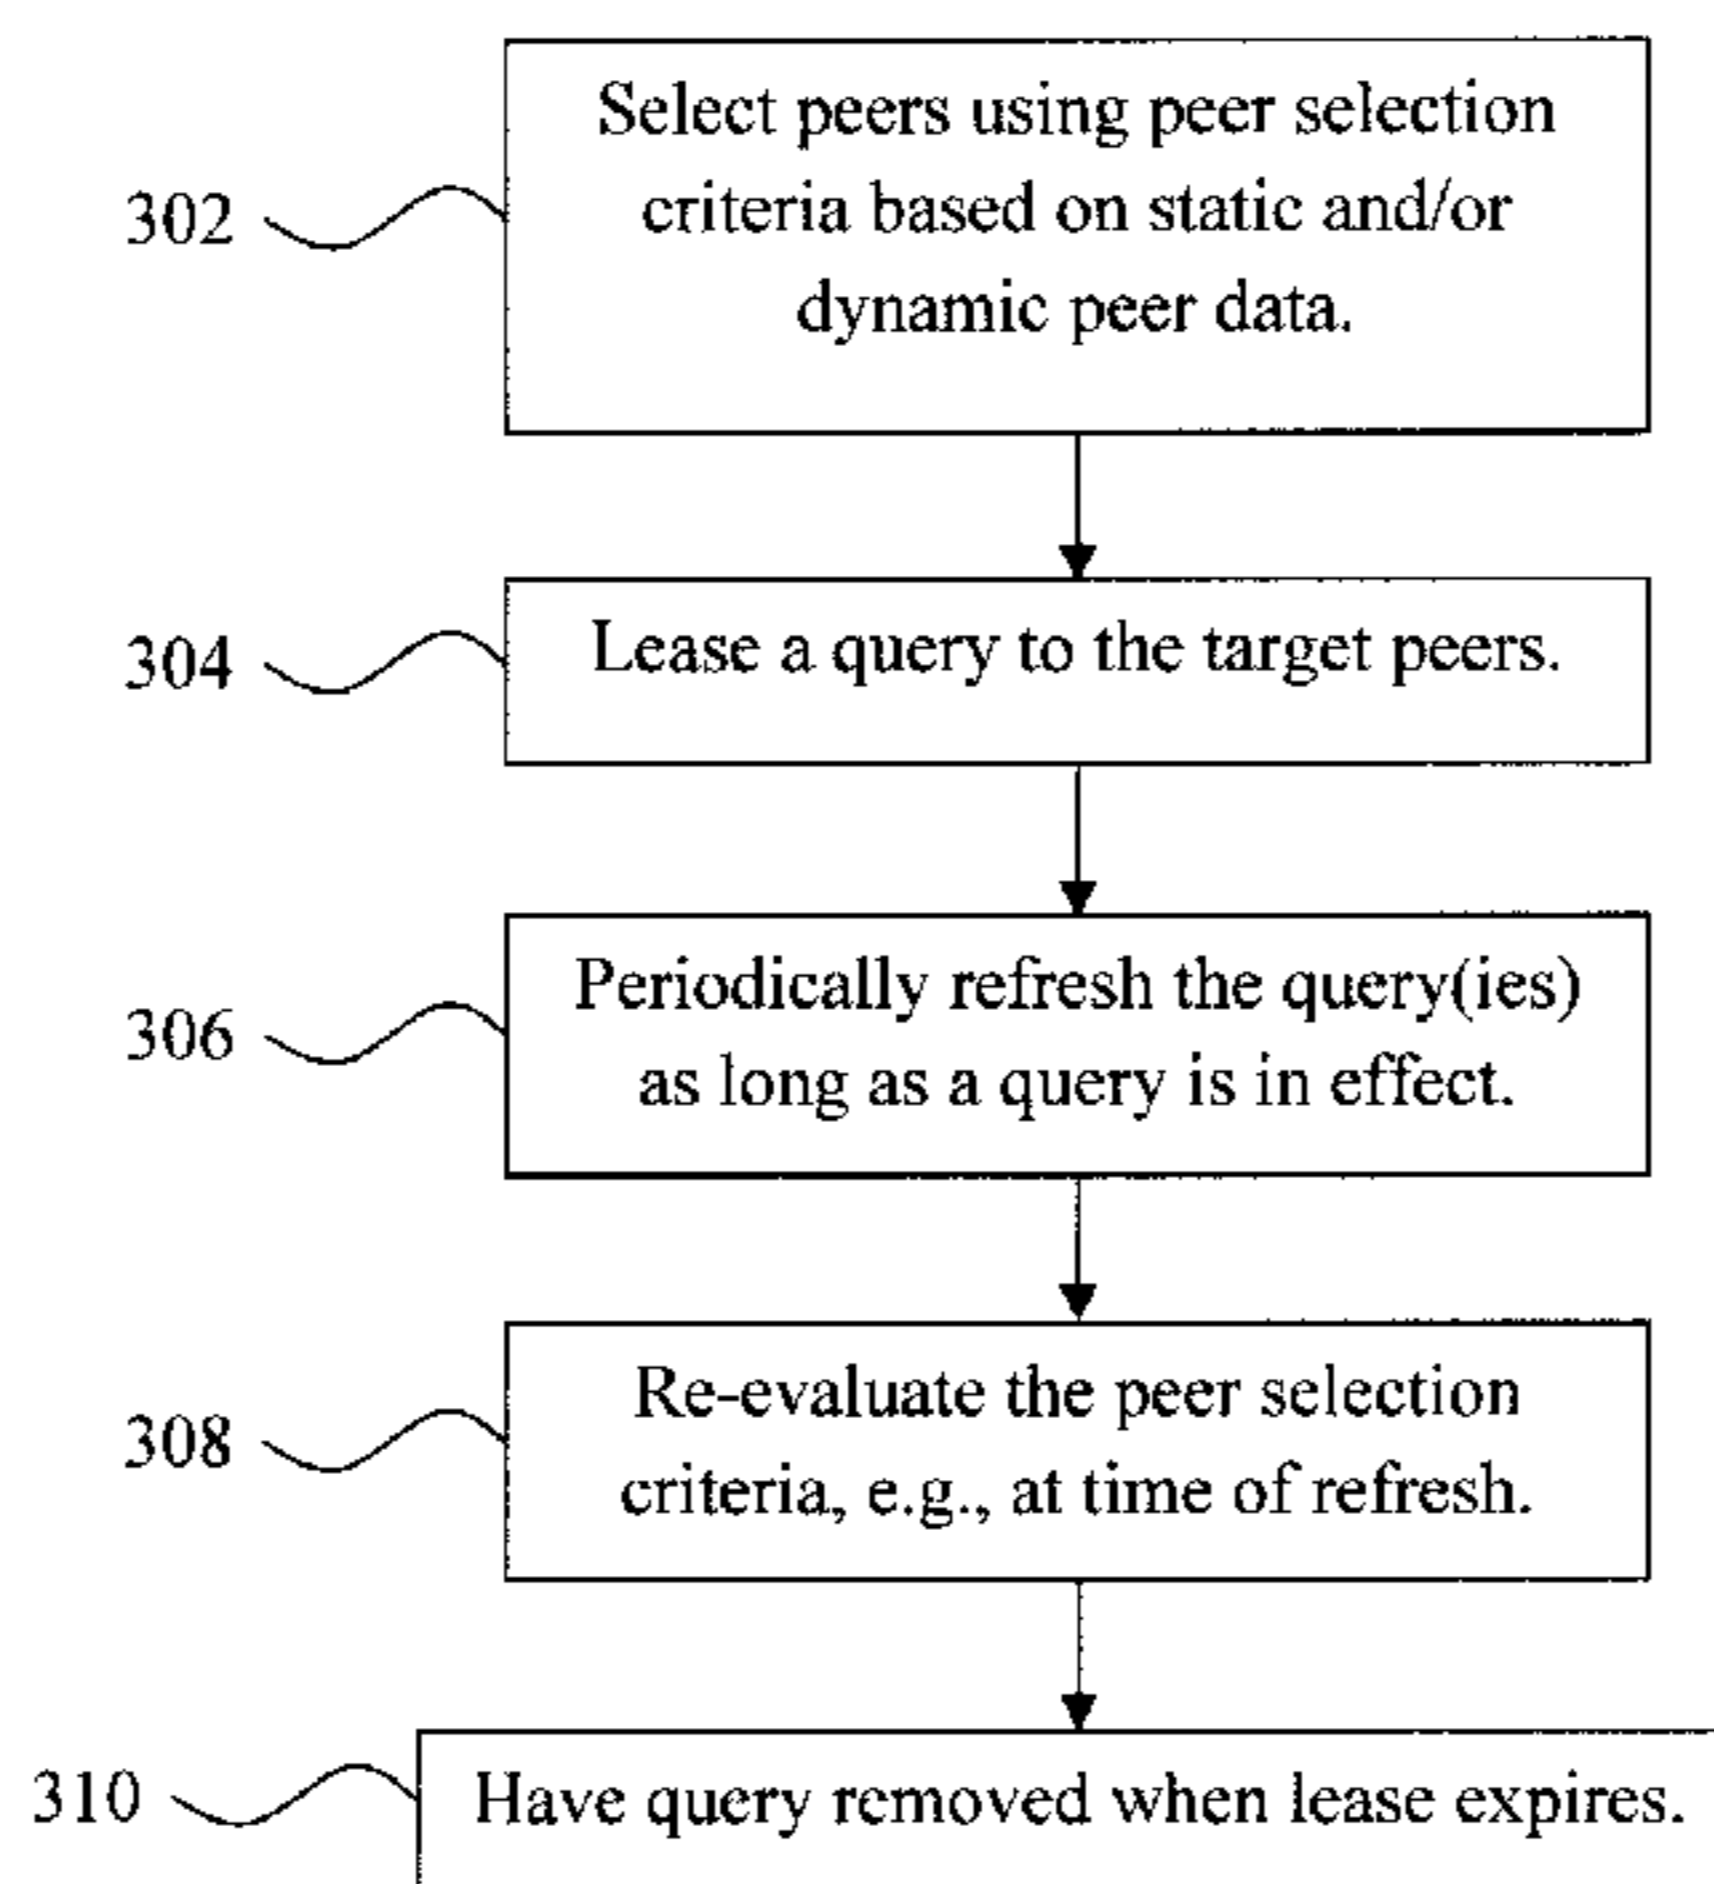 Select peers using peer selection
302
criteria based on static and/or
dynamic peer data.
304
Lease a query to the target peers.
Periodically refresh the query(ies)
306
as long as a query is in effect.
Re-evaluate the peer selection
308
criteria, e.g., at time of refresh.
310
Have query removed when lease expires.